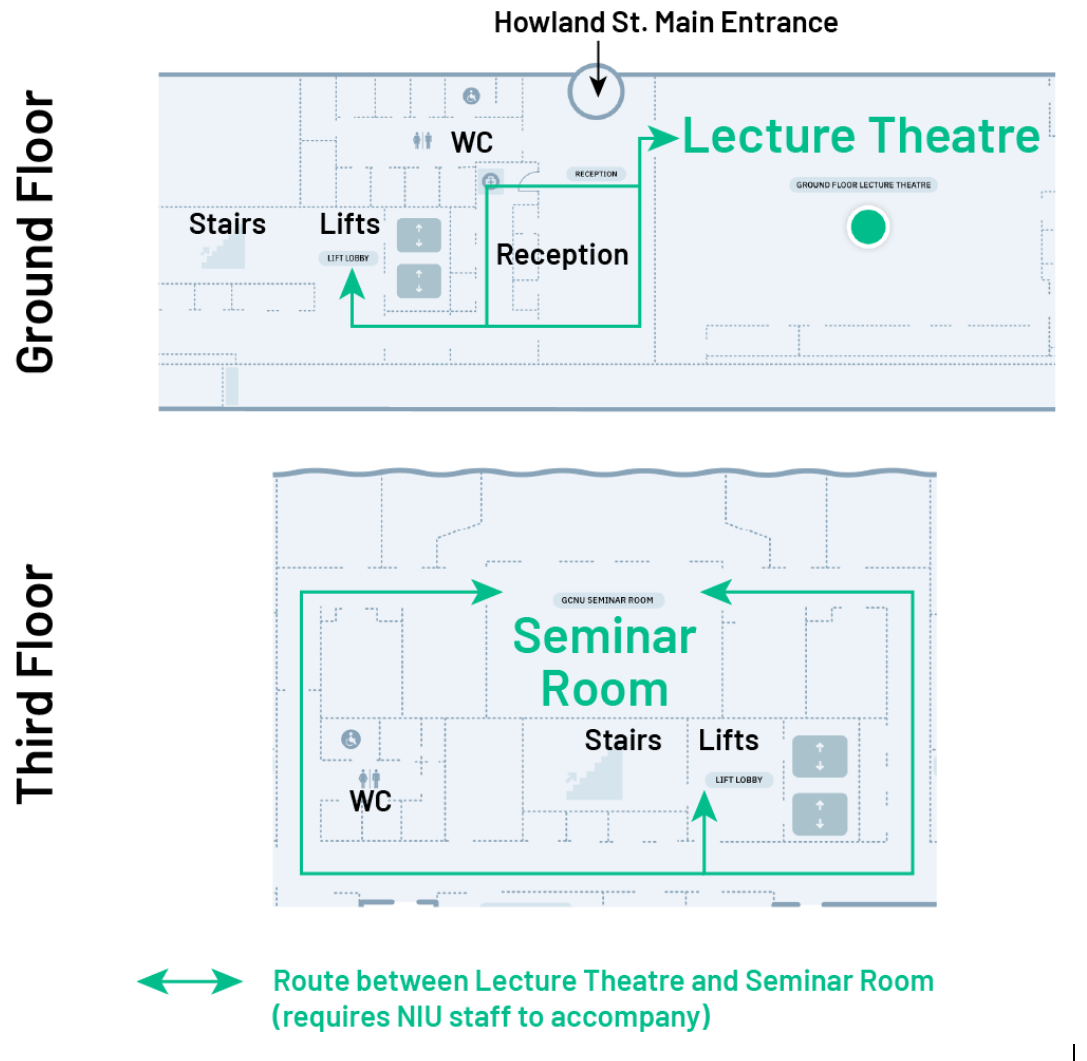 Howland St. Main Entrance
Ground Floor
WC
Lecture Theatre
RECEPTION
GROUND FLOOR LECTURE THEATRE
Stairs
Lifts
LIFT LOBBY
Reception
Third Floor
GCNU SEMINAR ROOM
Seminar
Room
Stairs
Lifts
LIFT LOBBY
WC
Route between Lecture Theatre and Seminar Room
(requires NIU staff to accompany)